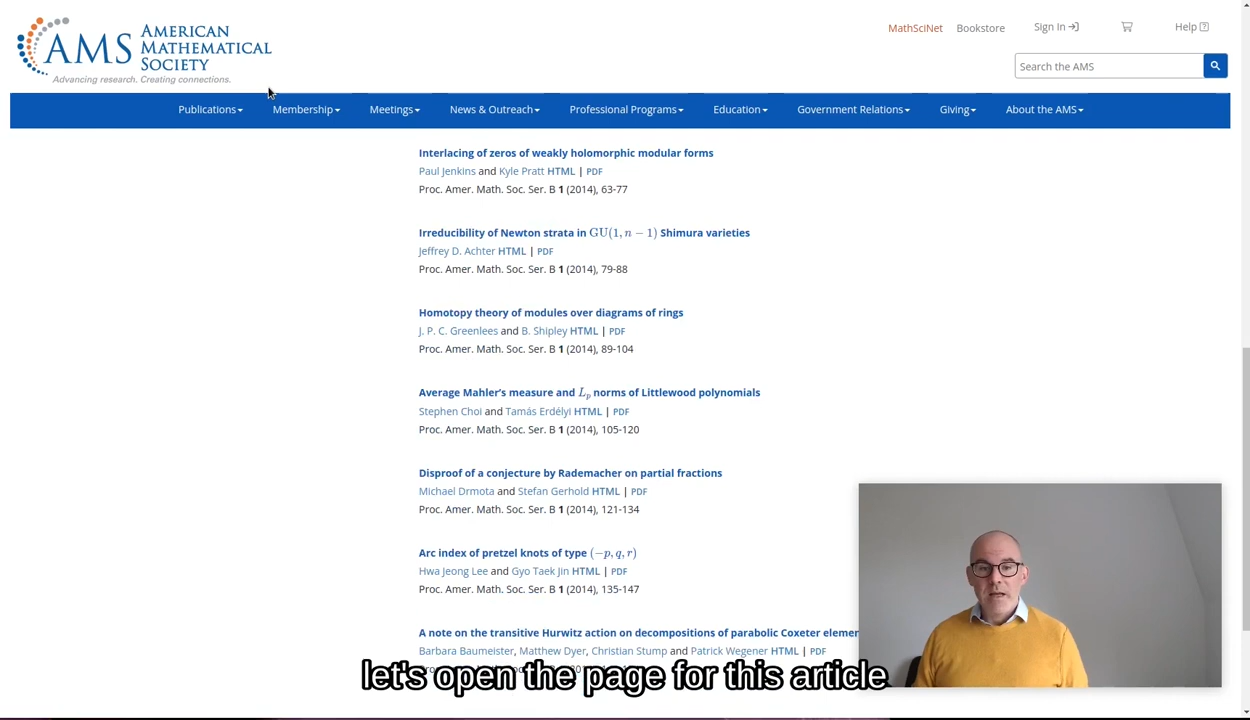 AMS AMERICAN
MATHEMATICAL
SOCIETY
Advancing research. Creating connections.
MathSciNet Bookstore Sign In Help
Search the AMS
Publications Membership Meetings News & Outreach Professional Programs Education Government Relations Giving About the AMS
Interlacing of zeros of weakly holomorphic modular forms
Paul Jenkins and Kyle Pratt HTML | PDF
Proc. Amer. Math. Soc. Ser. B 1 (2014), 63-77
Irreducibility of Newton strata in GU(1, n − 1) Shimura varieties
Jeffrey D. Achter HTML | PDF
Proc. Amer. Math. Soc. Ser. B 1 (2014), 79-88
Homotopy theory of modules over diagrams of rings
J. P. C. Greenlees and B. Shipley HTML | PDF
Proc. Amer. Math. Soc. Ser. B 1 (2014), 89-104
Average Mahler's measure and Lₚ norms of Littlewood polynomials
Stephen Choi and Tamás Erdélyi HTML | PDF
Proc. Amer. Math. Soc. Ser. B 1 (2014), 105-120
Disproof of a conjecture by Rademacher on partial fractions
Michael Drmota and Stefan Gerhold HTML | PDF
Proc. Amer. Math. Soc. Ser. B 1 (2014), 121-134
Arc index of pretzel knots of type (−p, q, r)
Hwa Jeong Lee and Gyo Taek Jin HTML | PDF
Proc. Amer. Math. Soc. Ser. B 1 (2014), 135-147
A note on the transitive Hurwitz action on decompositions of parabolic Coxeter elemen
Barbara Baumeister, Matthew Dyer, Christian Stump and Patrick Wegener HTML | PDF
let's open the page for this article